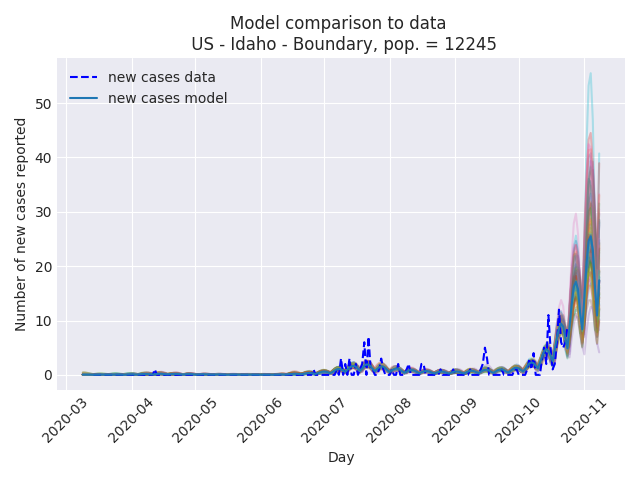 Model comparison to data
US - Idaho - Boundary, pop. = 12245
new cases data
new cases model
Number of new cases reported
50
40
30
20
10
0
2020-03
2020-04
2020-05
2020-06
2020-07
2020-08
2020-09
2020-10
2020-11
Day